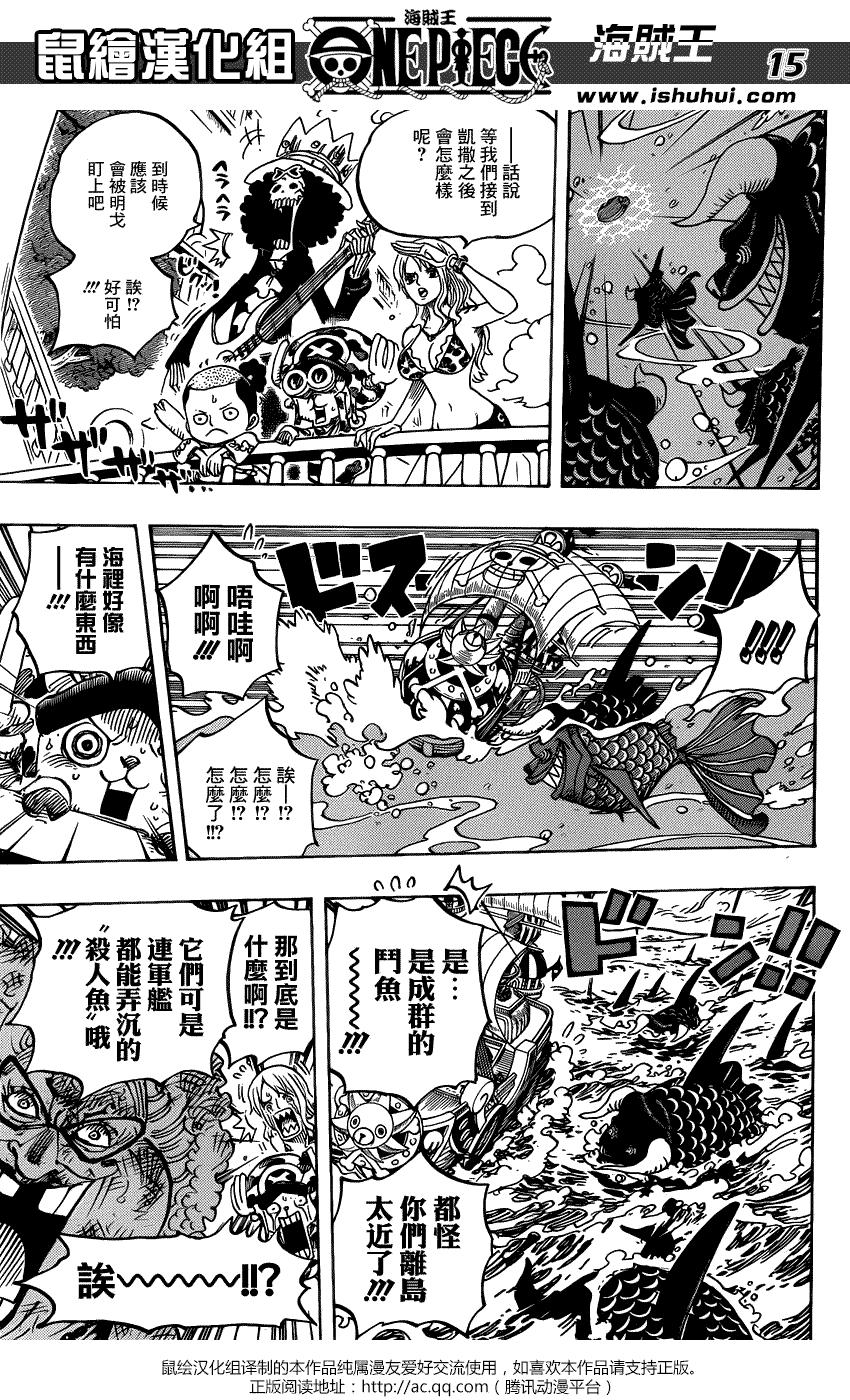 鼠繪漢化組
海賊王
ONE PIECE
海賊王
15
www.ishuhui.com
——話說
等我們接到
凱撒之後
會怎麼樣
呢?
到時候
應該
會被明戈
盯上吧
誒!?
好可怕
!!!
ヘラヘラ
ザザザ
!!!!
ドスン!!
唔哇啊
啊啊!!!
誒—!?
怎麼!?
怎麼!?
怎麼了!!?
海裡好像
有什麼東西
——!!!
ドン!!
是…
是成群的
鬥魚
~~~~!!!
都怪
你們離島
太近了!!!
那到底是
什麼啊!!?
它們可是
連軍艦
都能弄沉的
“殺人魚”哦
!!!
誒~~~~!!?
鼠绘汉化组译制的本作品纯属漫友爱好交流使用，如喜欢本作品请支持正版。
正版阅读地址：http://ac.qq.com（腾讯动漫平台）